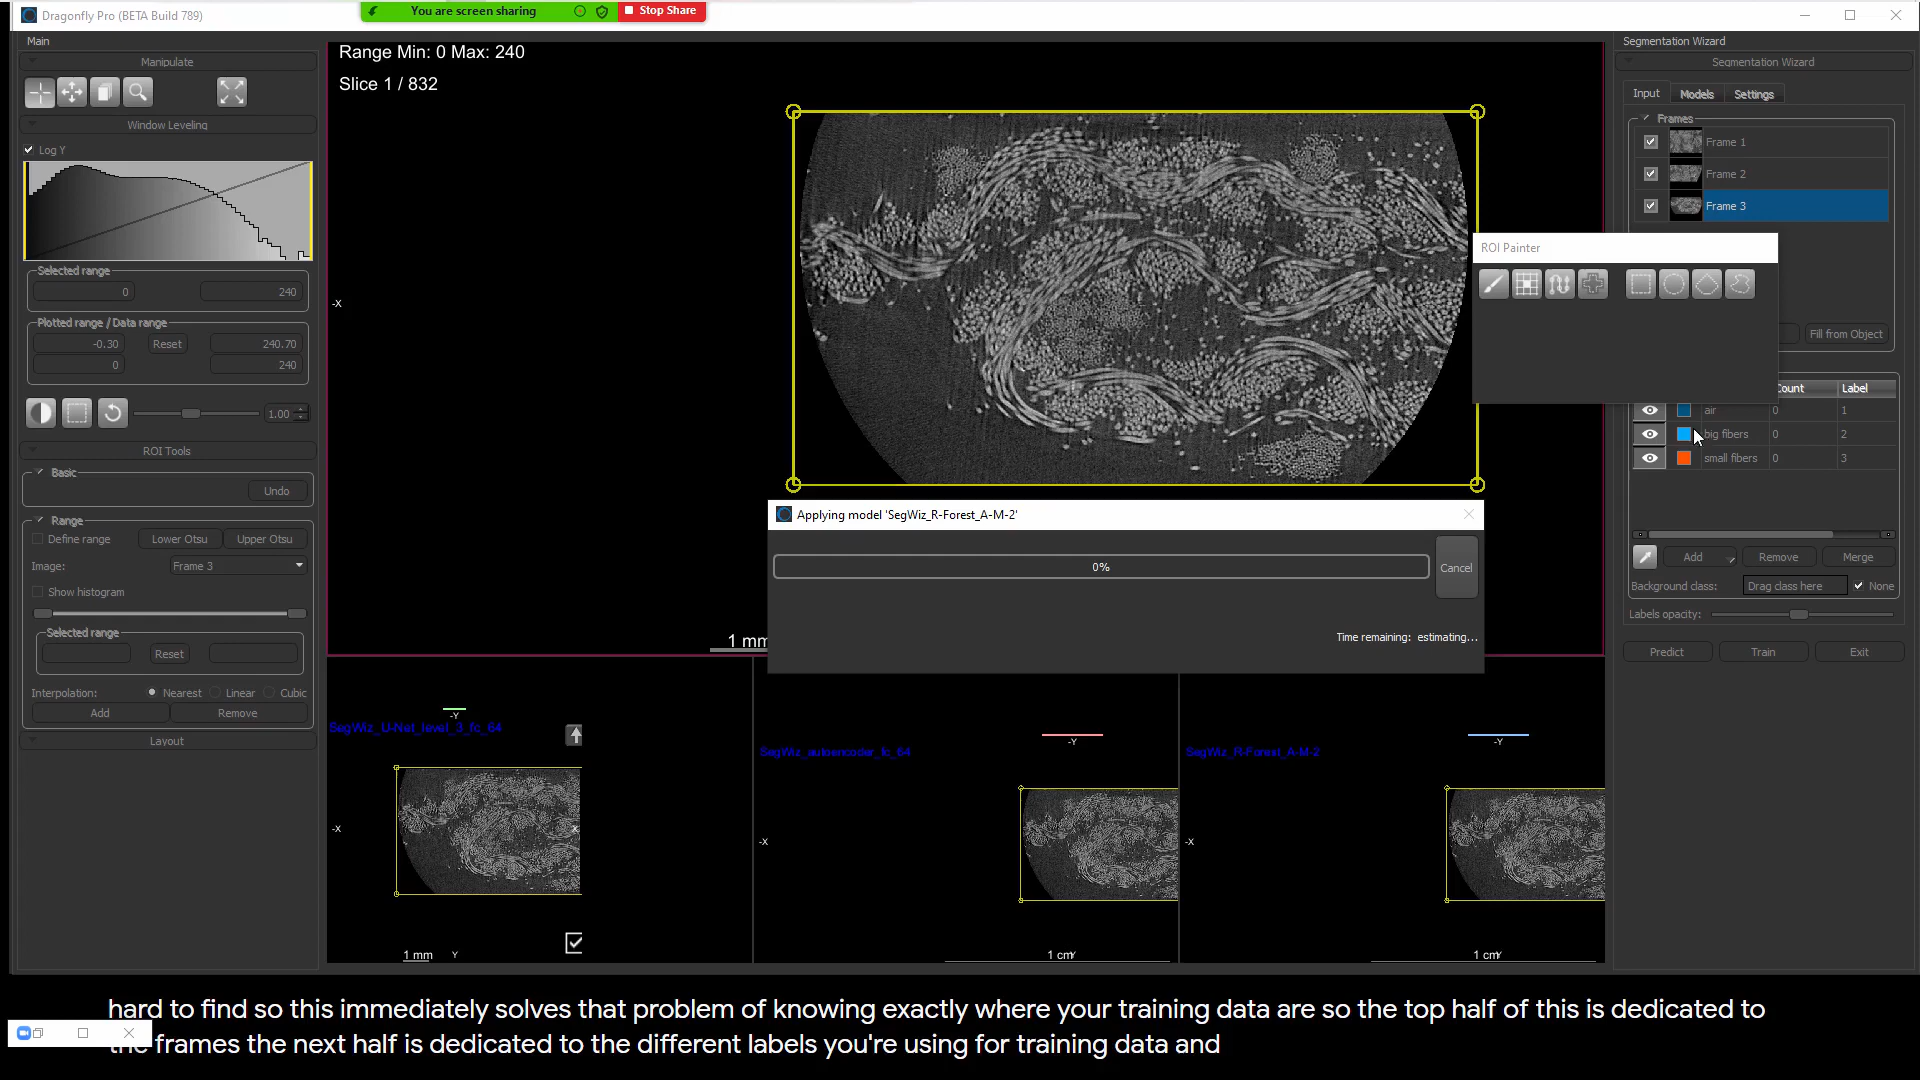 Dragonfly Pro (BETA Build 789)
You are screen sharing
Stop Share
Main
Manipulate
Window Leveling
Log Y
Selected range
0
240
Plotted range / Data range
-0.30
Reset
240.70
0
240
1.00
ROI Tools
Basic
Undo
Range
Define range
Lower Otsu
Upper Otsu
Image:
Frame 3
Show histogram
Selected range
Reset
Interpolation:
Nearest
Linear
Cubic
Add
Remove
Layout
Range Min: 0 Max: 240
Slice 1 / 832
-X
1 mm
Applying model 'SegWiz_R-Forest_A-M-2'
0%
Cancel
Time remaining: estimating...
-Y
SegWiz_U-Net_level_3_fc_64
-X
X
1 mm
Y
-Y
SegWiz_autoencoder_fc_64
-X
1 cm
Y
-Y
SegWiz_R-Forest_A-M-2
-X
1 cm
Y
Segmentation Wizard
Segmentation Wizard
Input
Models
Settings
Frames
Frame 1
Frame 2
Frame 3
ROI Painter
Fill from Object
Count
Label
air
0
1
big fibers
0
2
small fibers
0
3
Add
Remove
Merge
Background class:
Drag class here
None
Labels opacity:
Predict
Train
Exit
hard to find so this immediately solves that problem of knowing exactly where your training data are so the top half of this is dedicated to
the frames the next half is dedicated to the different labels you're using for training data and